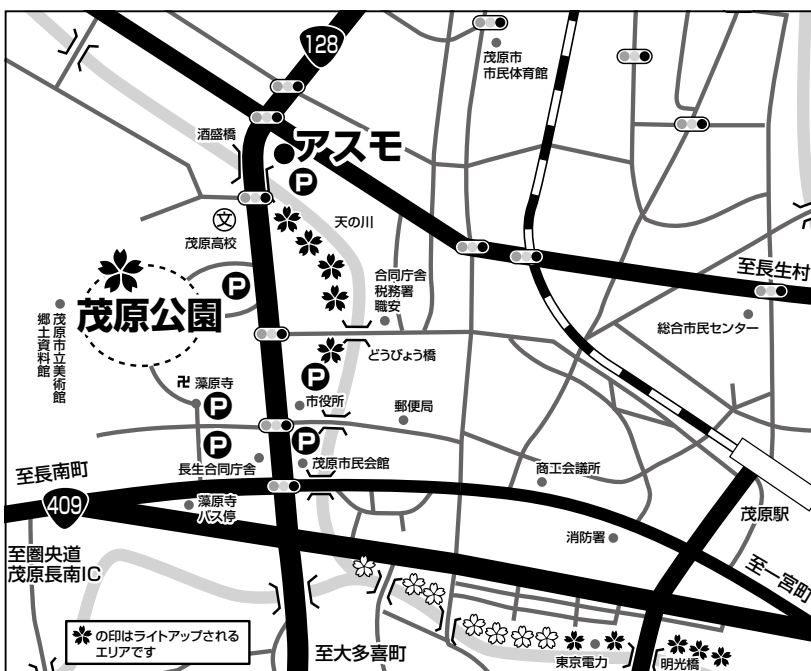 128
茂原市
市民体育館
酒盛橋
アスモ
P
文
茂原高校
天の川
合同庁舎
税務署
職安
至長生村
P
茂原公園
茂原市立美術館
郷土資料館
総合市民センター
どうびょう橋
卍 藻原寺
P
P
市役所
郵便局
P
P
長生合同庁舎
茂原市民会館
至長南町
409
藻原寺
バス停
商工会議所
茂原駅
消防署
至圏央道
茂原長南IC
至一宮町
の印はライトアップされる
エリアです
至大多喜町
東京電力
明光橋